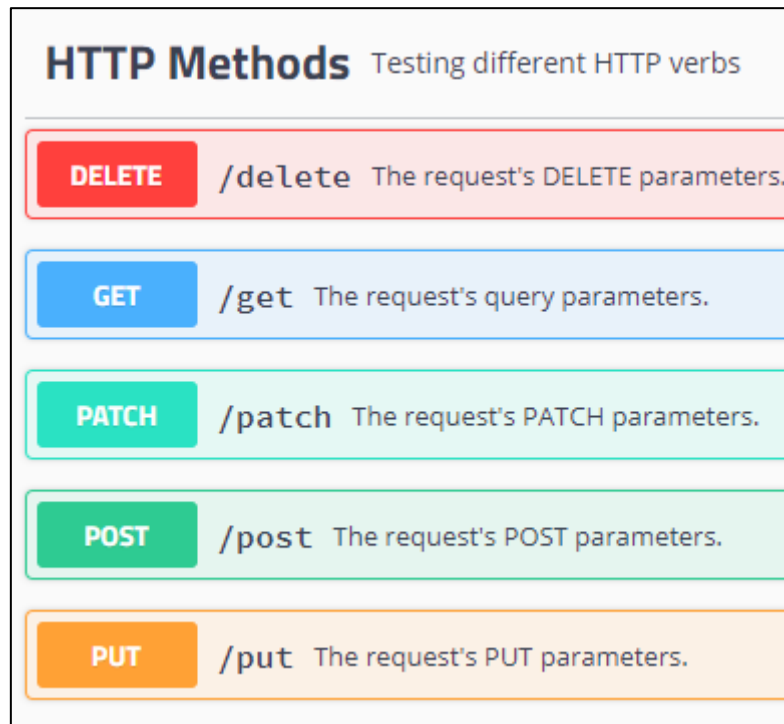 HTTP Methods Testing different HTTP verbs
DELETE /delete The request's DELETE parameters.
GET /get The request's query parameters.
PATCH /patch The request's PATCH parameters.
POST /post The request's POST parameters.
PUT /put The request's PUT parameters.